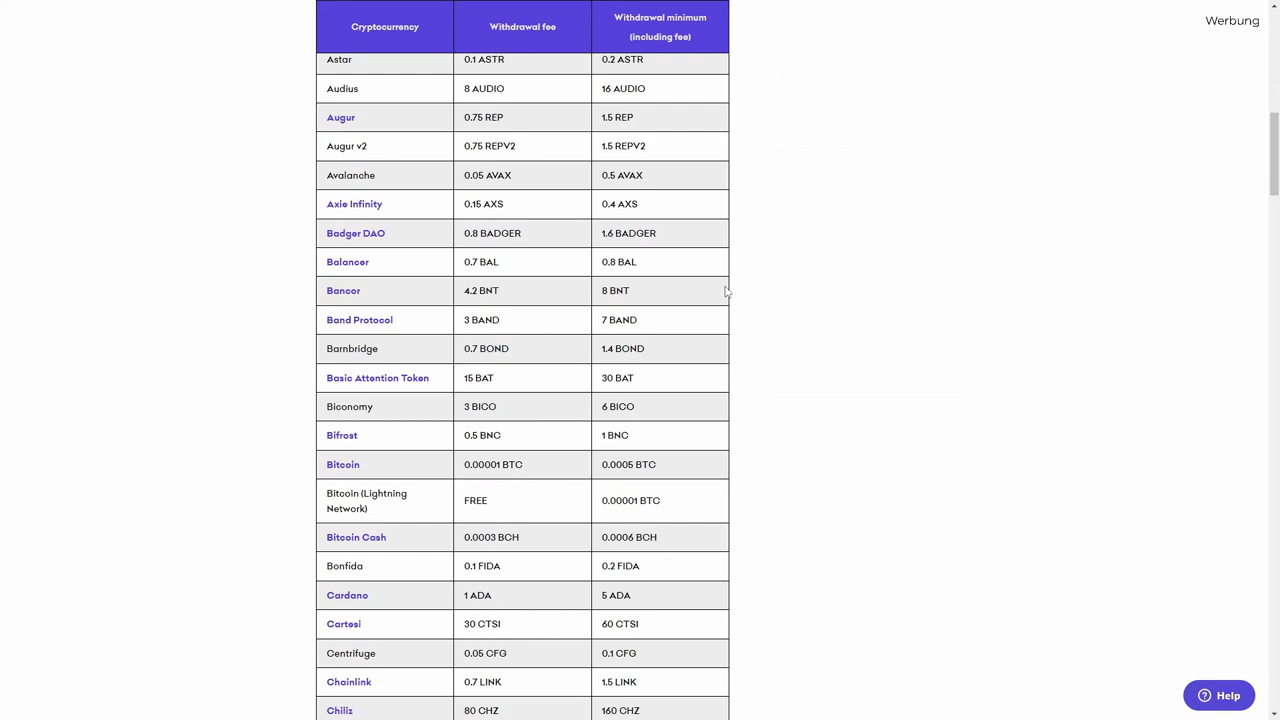 Werbung
Cryptocurrency Withdrawal fee Withdrawal minimum
(including fee)
Astar 0.1 ASTR 0.2 ASTR
Audius 8 AUDIO 16 AUDIO
Augur 0.75 REP 1.5 REP
Augur v2 0.75 REPV2 1.5 REPV2
Avalanche 0.05 AVAX 0.5 AVAX
Axie Infinity 0.15 AXS 0.4 AXS
Badger DAO 0.8 BADGER 1.6 BADGER
Balancer 0.7 BAL 0.8 BAL
Bancor 4.2 BNT 8 BNT
Band Protocol 3 BAND 7 BAND
Barnbridge 0.7 BOND 1.4 BOND
Basic Attention Token 15 BAT 30 BAT
Biconomy 3 BICO 6 BICO
Bifrost 0.5 BNC 1 BNC
Bitcoin 0.00001 BTC 0.0005 BTC
Bitcoin (Lightning
Network) FREE 0.00001 BTC
Bitcoin Cash 0.0003 BCH 0.0006 BCH
Bonfida 0.1 FIDA 0.2 FIDA
Cardano 1 ADA 5 ADA
Cartesi 30 CTSI 60 CTSI
Centrifuge 0.05 CFG 0.1 CFG
Chainlink 0.7 LINK 1.5 LINK
Chiliz 80 CHZ 160 CHZ
Help